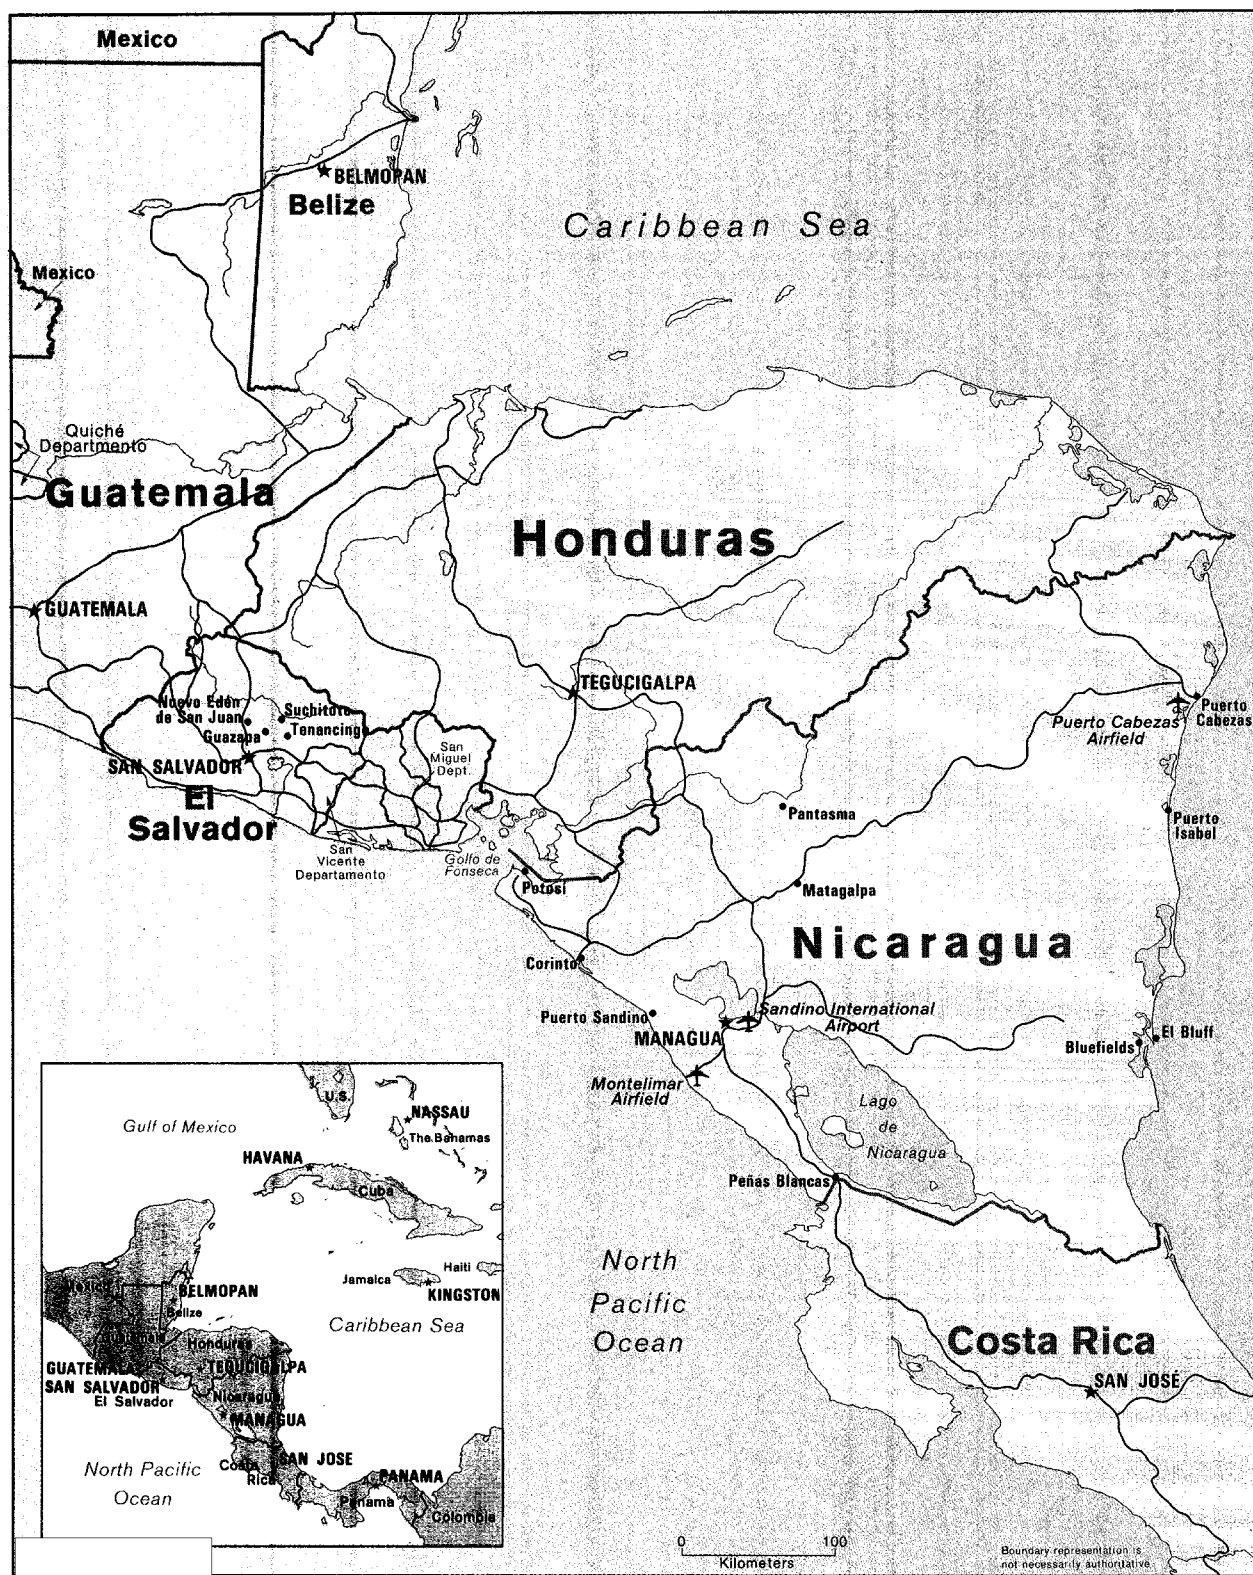 Mexico
BELMOPAN
Belize
Caribbean Sea
Mexico
Quiché
Departmento
Guatemala
Honduras
GUATEMALA
TEGUCIGALPA
Nuevo Edén
de San Juan
Suchitoto
Guazapa
Tenancingo
SAN SALVADOR
El
Salvador
San
Miguel
Dept.
San
Vicente
Departamento
Golfo de
Fonseca
Potosí
Puerto Cabezas
Airfield
Puerto
Cabezas
Pantasma
Puerto
Isabel
Matagalpa
Nicaragua
Corinto
Puerto Sandino
MANAGUA
Sandino International
Airport
El Bluff
Bluefields
Montelimar
Airfield
Lago
de
Nicaragua
Peñas Blancas
North
Pacific
Ocean
Costa Rica
SAN JOSÉ
U.S.
Gulf of Mexico
NASSAU
The Bahamas
HAVANA
Cuba
Jamaica
Haiti
KINGSTON
Mexico
BELMOPAN
Belize
Caribbean Sea
Guatemala
Honduras
GUATEMALA
TEGUCIGALPA
SAN SALVADOR
El Salvador
Nicaragua
MANAGUA
North Pacific
Ocean
Costa
Rica
SAN JOSE
PANAMA
Panama
Colombia
0 100
Kilometers
Boundary representation is
not necessarily authoritative